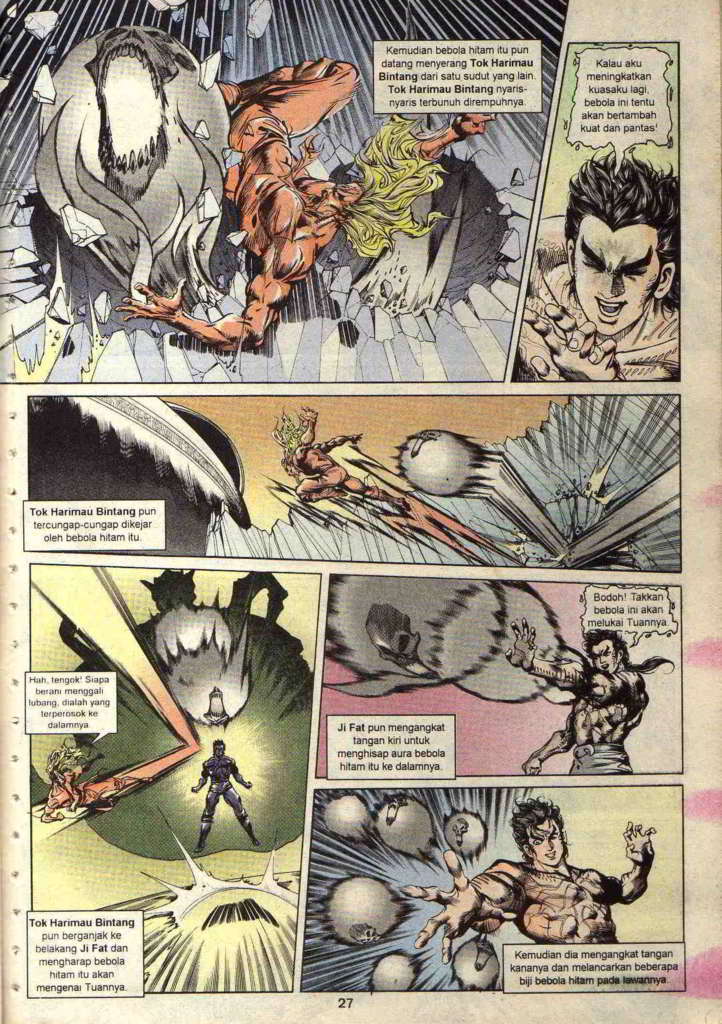 Kemudian bebola hitam itu pun
datang menyerang Tok Harimau
Bintang dari satu sudut yang lain.
Tok Harimau Bintang nyaris-
nyaris terbunuh dirempuhnya.
Kalau aku
meningkatkan
kuasaku lagi,
bebola ini tentu
akan bertambah
kuat dan pantas!
Tok Harimau Bintang pun
tercungap-cungap dikejar
oleh bebola hitam itu.
Hah, tengok! Siapa
berani menggali
lubang, dialah yang
terperosok ke
dalamnya.
Tok Harimau Bintang
pun berganjak ke
belakang Ji Fat dan
mengharap bebola
hitam itu akan
mengenai Tuannya.
Bodoh! Takkan
bebola ini akan
melukai Tuannya.
Ji Fat pun mengangkat
tangan kiri untuk
menghisap aura bebola
hitam itu ke dalamnya.
Kemudian dia mengangkat tangan
kananya dan melancarkan beberapa
biji bebola hitam pada lawannya.
27